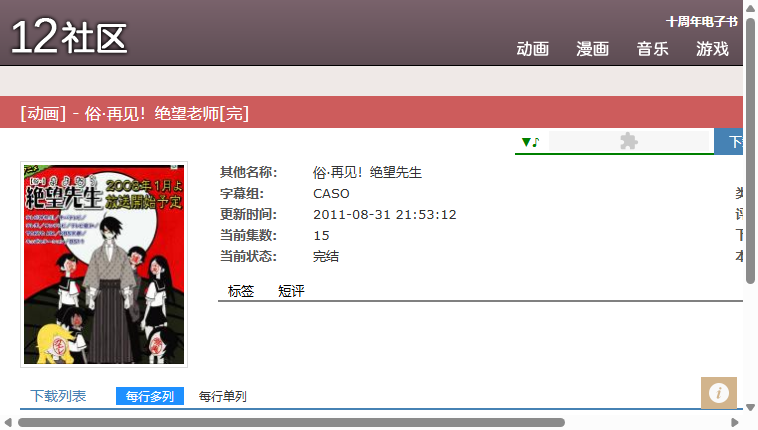 12社区
十周年电子书
动画 漫画 音乐 游戏
[动画] - 俗·再见！绝望老师[完]
▼♪
绝望先生
2008年1月より
放送開始予定
其他名称： 俗·再见！绝望老师
字幕组： CASO
更新时间： 2011-08-31 21:53:12
当前集数： 15
当前状态： 完结
标签 短评
下载列表 每行多列 每行单列